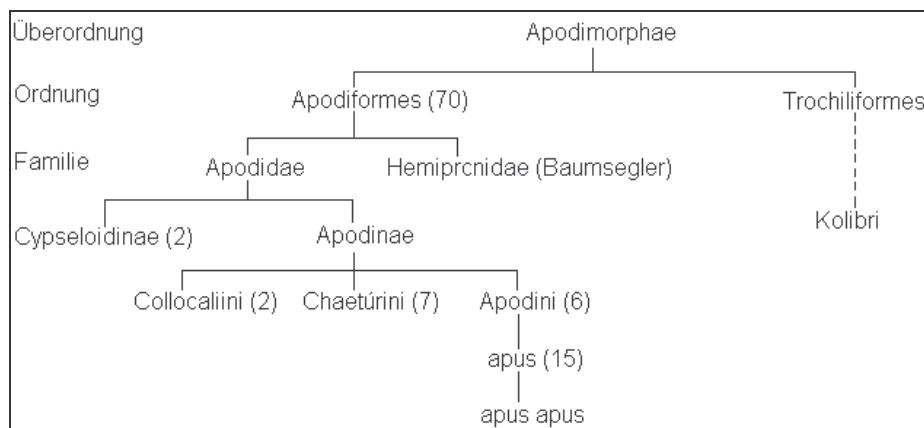 Überordnung Apodimorphae
Ordnung Apodiformes (70) Trochiliformes
Familie Apodidae Hemiprcnidae (Baumsegler)
Kolibri
Cypseloidinae (2) Apodinae
Collocaliini (2) Chaetúrini (7) Apodini (6)
apus (15)
apus apus